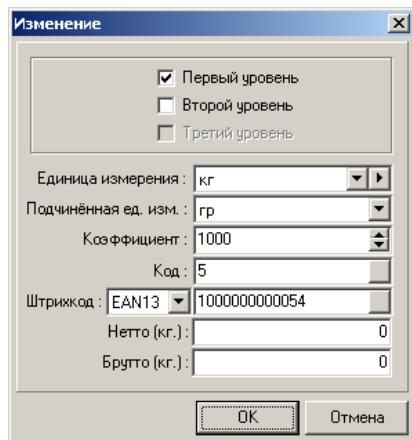 Изменение
Первый уровень
Второй уровень
Третий уровень
Единица измерения : кг
Подчинённая ед. изм. : гр
Коэффициент : 1000
Код : 5
Штрихкод : EAN13 1000000000054
Нетто (кг.) : 0
Брутто (кг.) : 0
OK Отмена